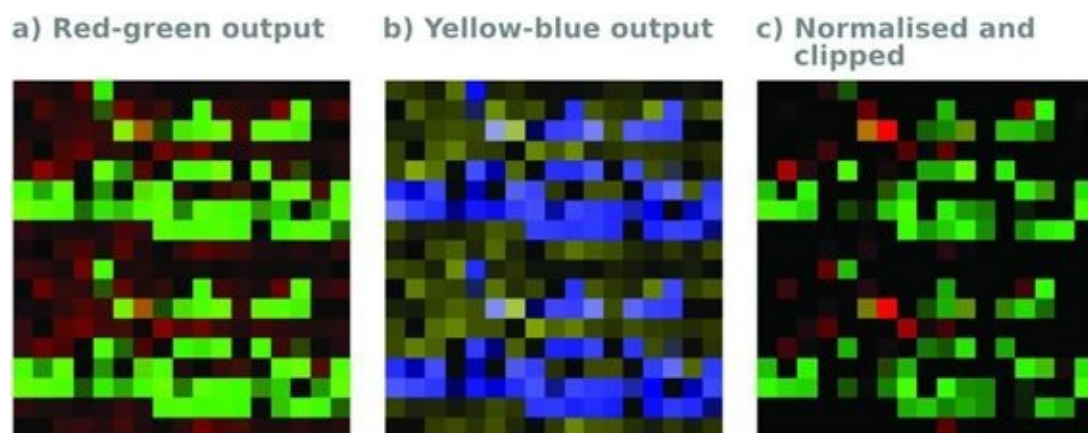 a) Red-green output
b) Yellow-blue output
c) Normalised and
clipped